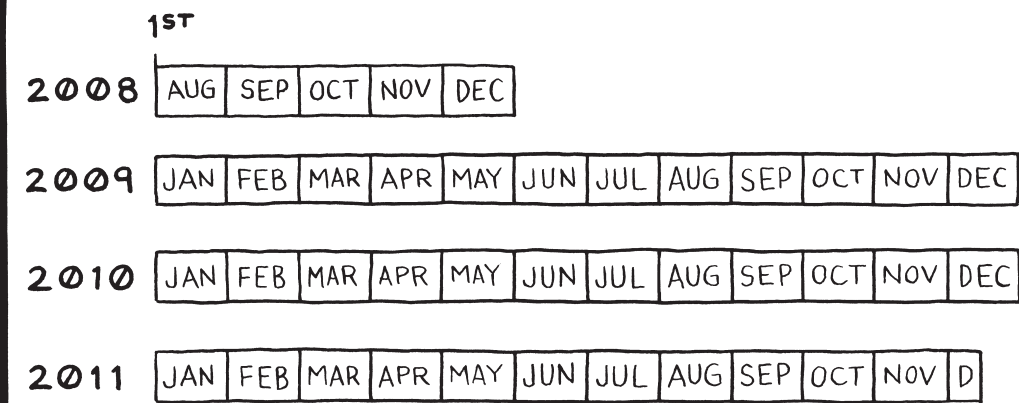 1ST
2008 AUG SEP OCT NOV DEC
2009 JAN FEB MAR APR MAY JUN JUL AUG SEP OCT NOV DEC
2010 JAN FEB MAR APR MAY JUN JUL AUG SEP OCT NOV DEC
2011 JAN FEB MAR APR MAY JUN JUL AUG SEP OCT NOV D